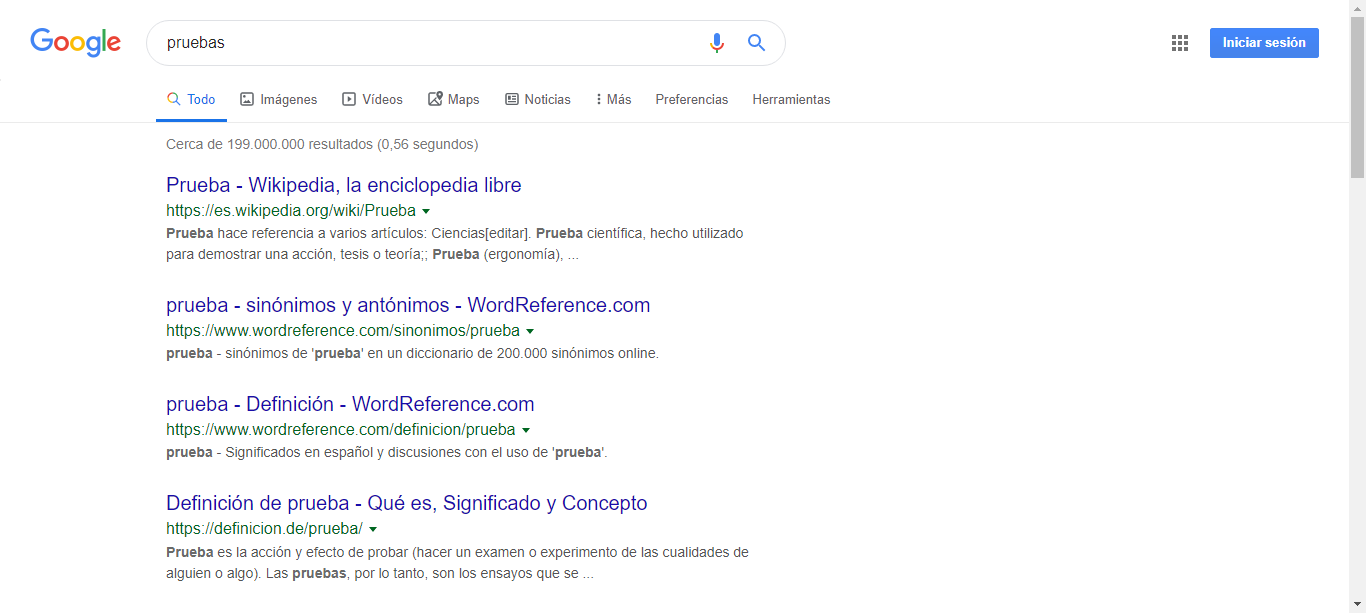 Google
pruebas
Iniciar sesión
Todo Imágenes Vídeos Maps Noticias Más Preferencias Herramientas
Cerca de 199.000.000 resultados (0,56 segundos)
Prueba - Wikipedia, la enciclopedia libre
https://es.wikipedia.org/wiki/Prueba
Prueba hace referencia a varios artículos: Ciencias[editar]. Prueba científica, hecho utilizado
para demostrar una acción, tesis o teoría;; Prueba (ergonomía), ...
prueba - sinónimos y antónimos - WordReference.com
https://www.wordreference.com/sinonimos/prueba
prueba - sinónimos de 'prueba' en un diccionario de 200.000 sinónimos online.
prueba - Definición - WordReference.com
https://www.wordreference.com/definicion/prueba
prueba - Significados en español y discusiones con el uso de 'prueba'.
Definición de prueba - Qué es, Significado y Concepto
https://definicion.de/prueba/
Prueba es la acción y efecto de probar (hacer un examen o experimento de las cualidades de
alguien o algo). Las pruebas, por lo tanto, son los ensayos que se ...